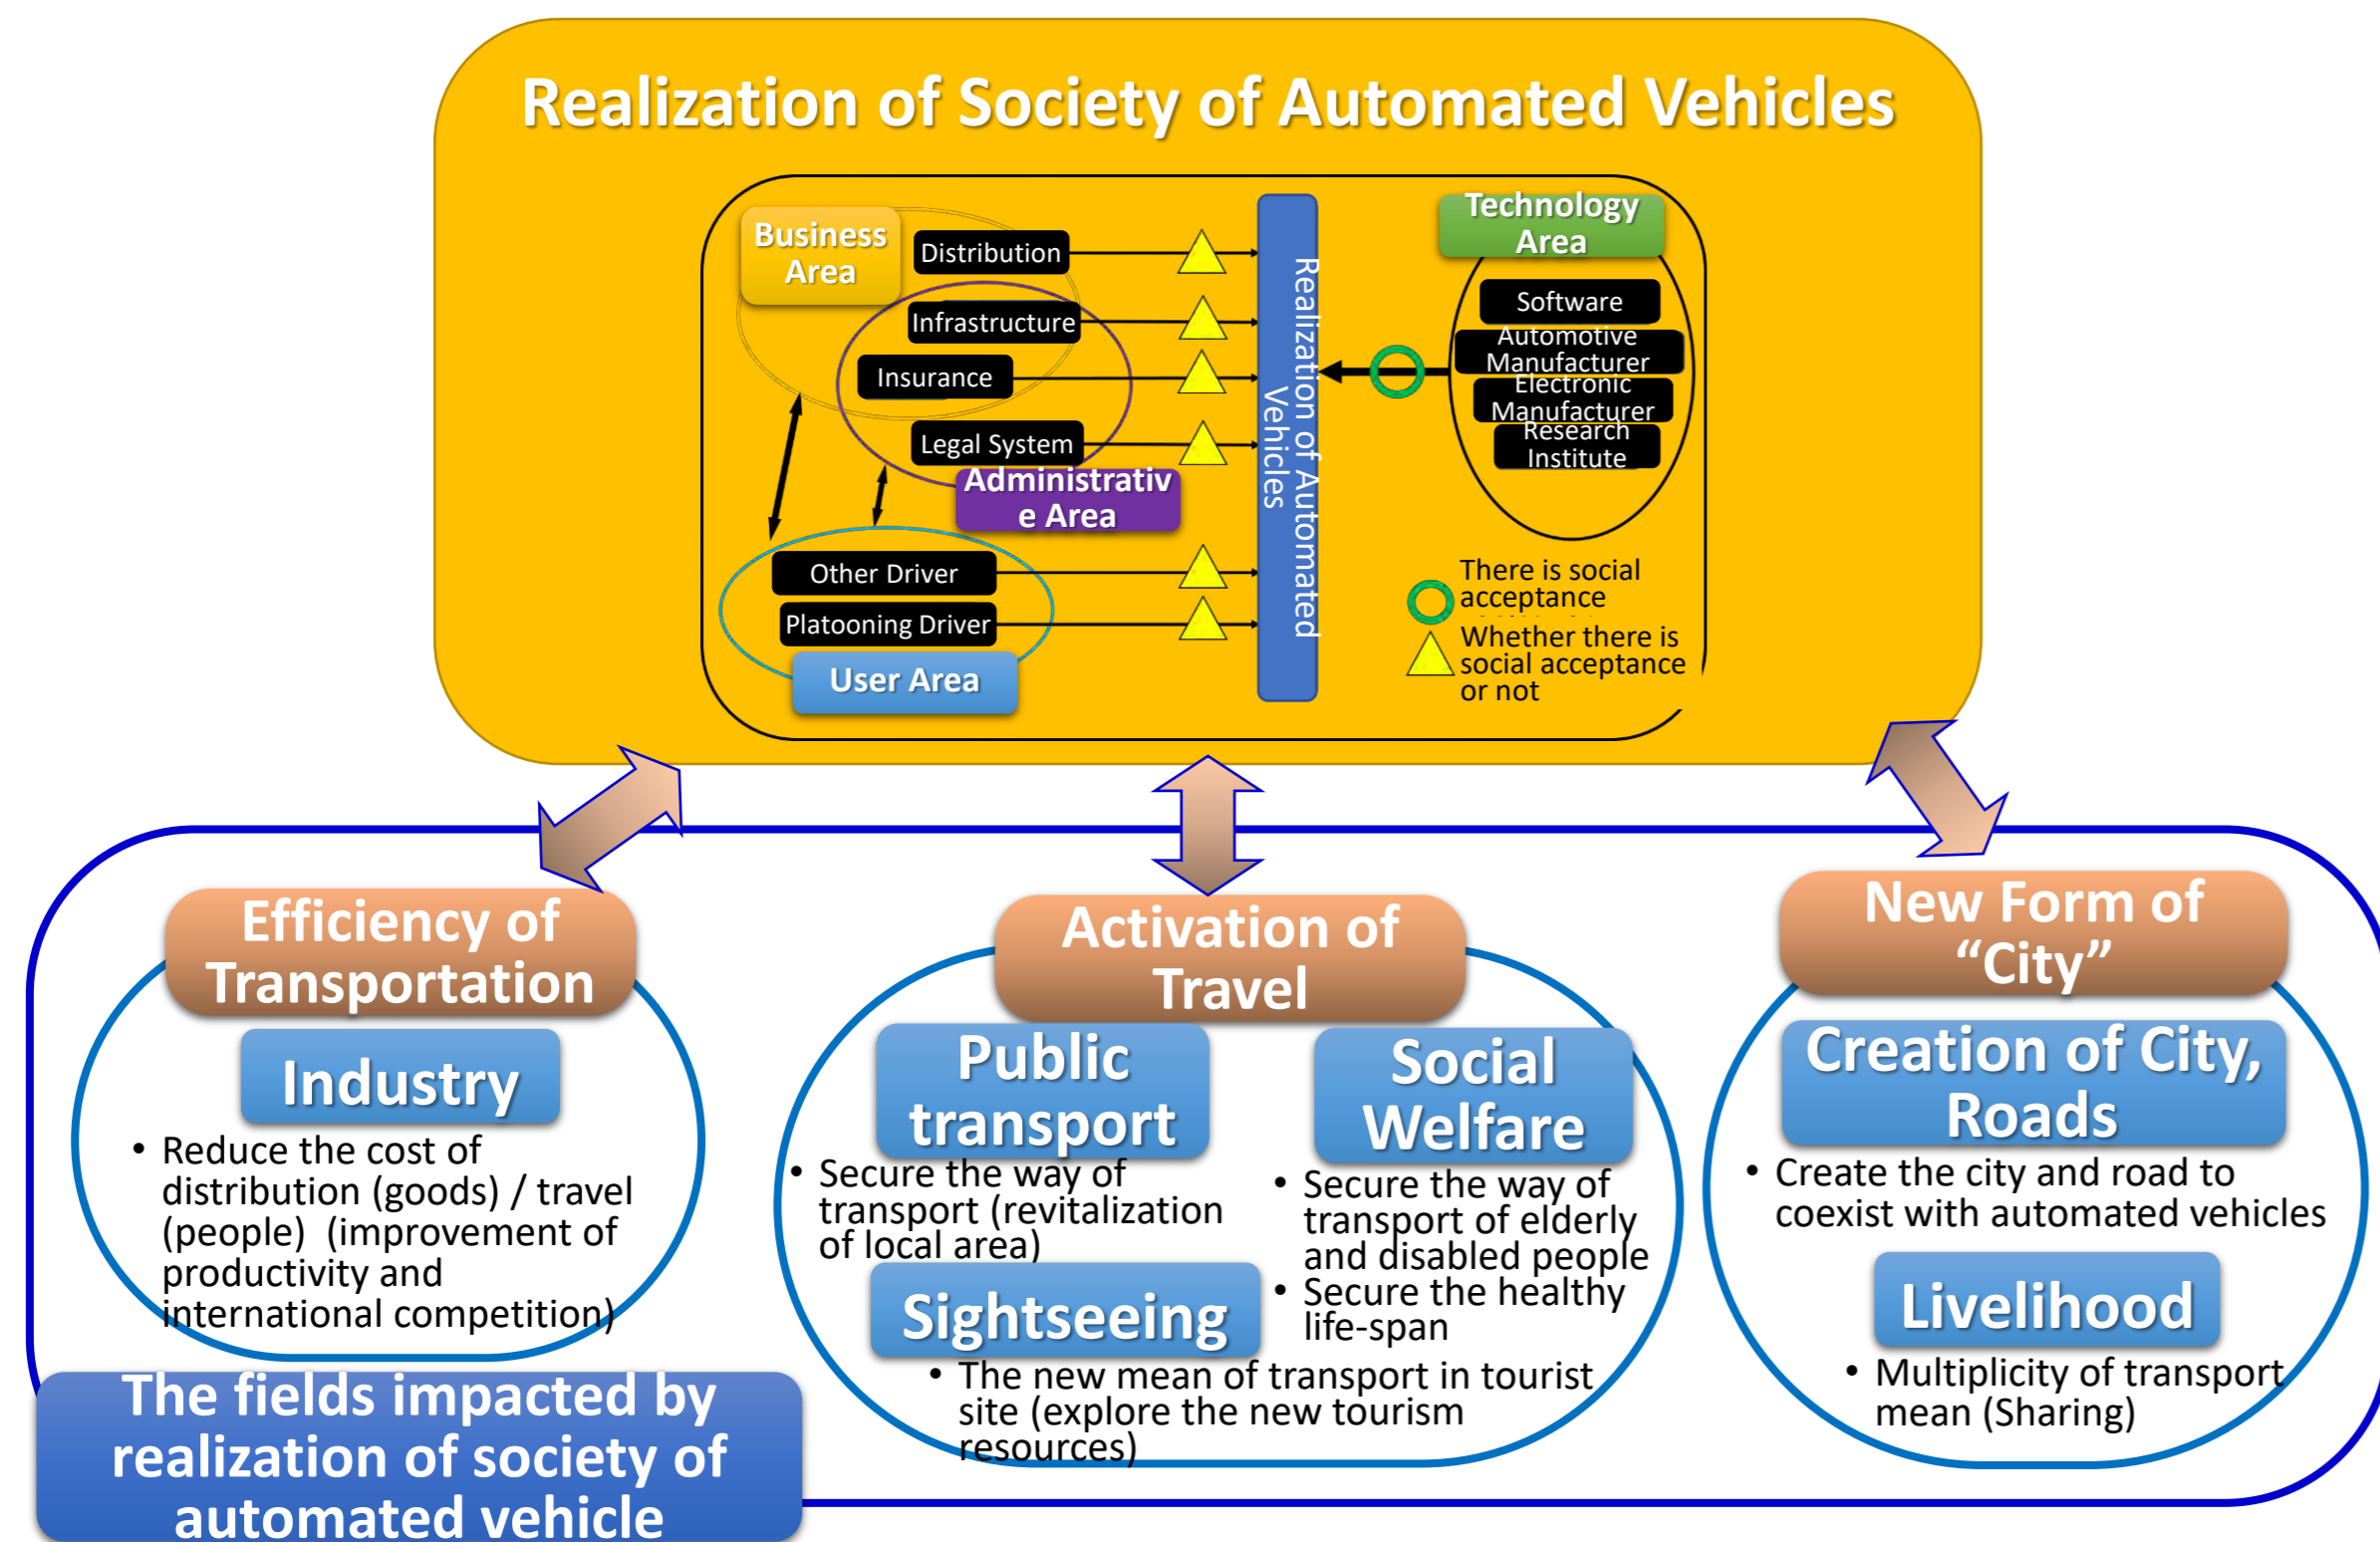 Realization of Society of Automated Vehicles
Business
Area
Distribution
Infrastructure
Insurance
Legal System
Administrativ
e Area
Other Driver
Platooning Driver
User Area
Realization of Automated
Vehicles
Technology
Area
Software
Automotive
Manufacturer
Electronic
Manufacturer
Research
Institute
There is social
acceptance
Whether there is
social acceptance
or not
Efficiency of
Transportation
Industry
• Reduce the cost of
distribution (goods) / travel
(people) (improvement of
productivity and
international competition)
Activation of
Travel
Public
transport
• Secure the way of
transport (revitalization
of local area)
Social
Welfare
• Secure the way of
transport of elderly
and disabled people
• Secure the healthy
life-span
Sightseeing
• The new mean of transport in tourist
site (explore the new tourism
resources)
New Form of
“City”
Creation of City,
Roads
• Create the city and road to
coexist with automated vehicles
Livelihood
• Multiplicity of transport
mean (Sharing)
The fields impacted by
realization of society of
automated vehicle